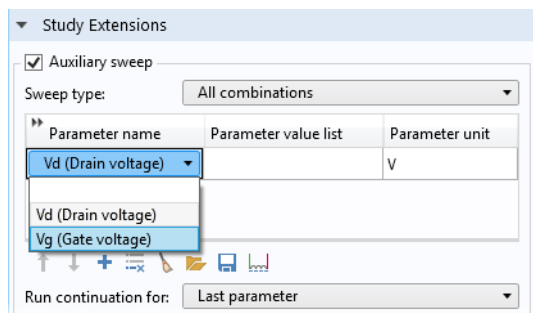 Study Extensions
Auxiliary sweep
Sweep type: All combinations
Parameter name Parameter value list Parameter unit
Vd (Drain voltage) V
Vd (Drain voltage)
Vg (Gate voltage)
Run continuation for: Last parameter